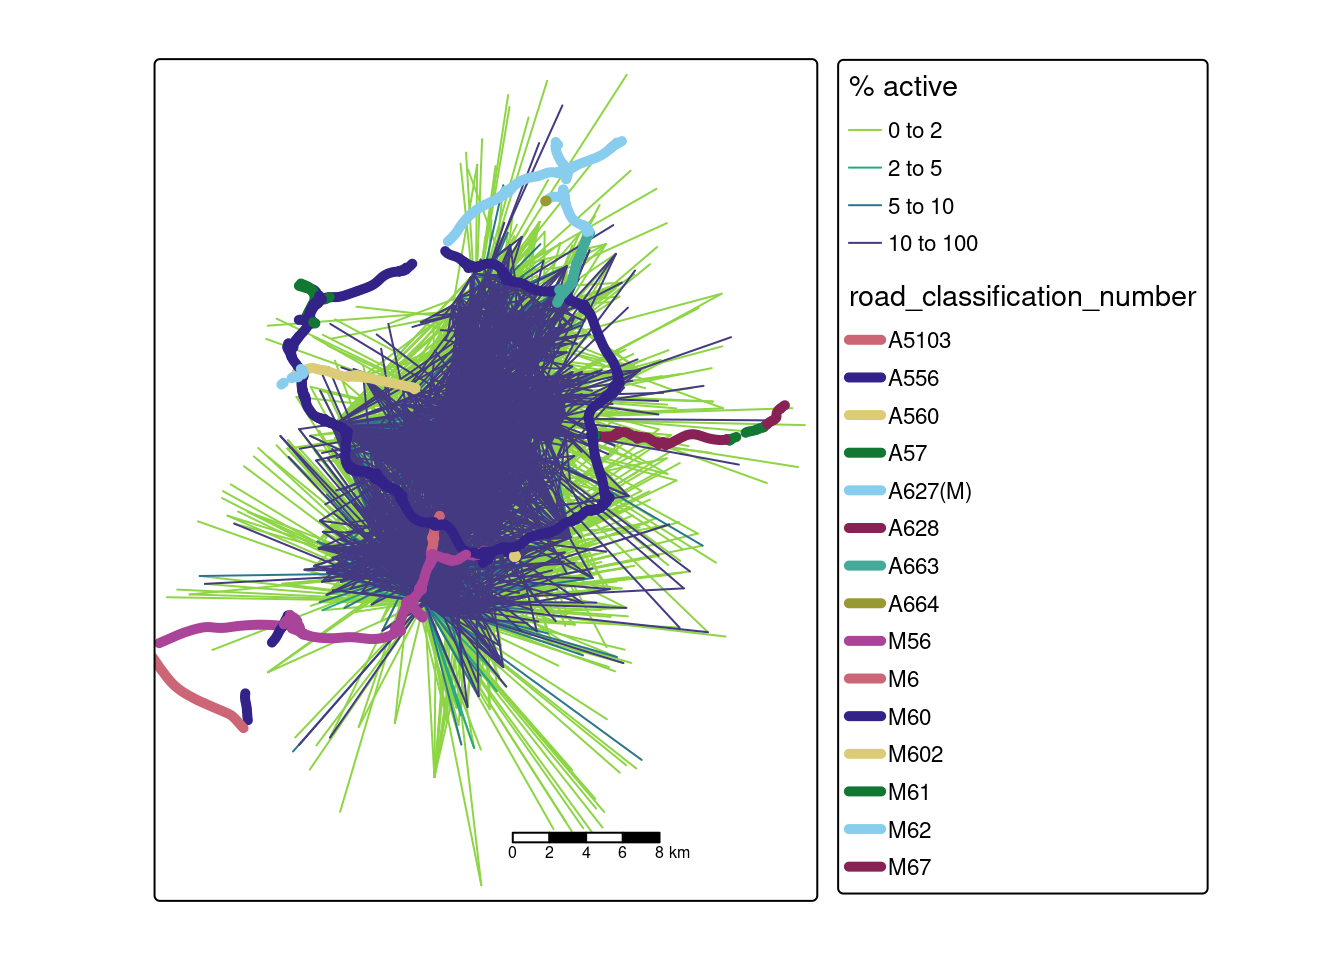 % active
0 to 2
2 to 5
5 to 10
10 to 100
road_classification_number
A5103
A556
A560
A57
A627(M)
A628
A663
A664
M56
M6
M60
M602
M61
M62
M67
0 2 4 6 8 km